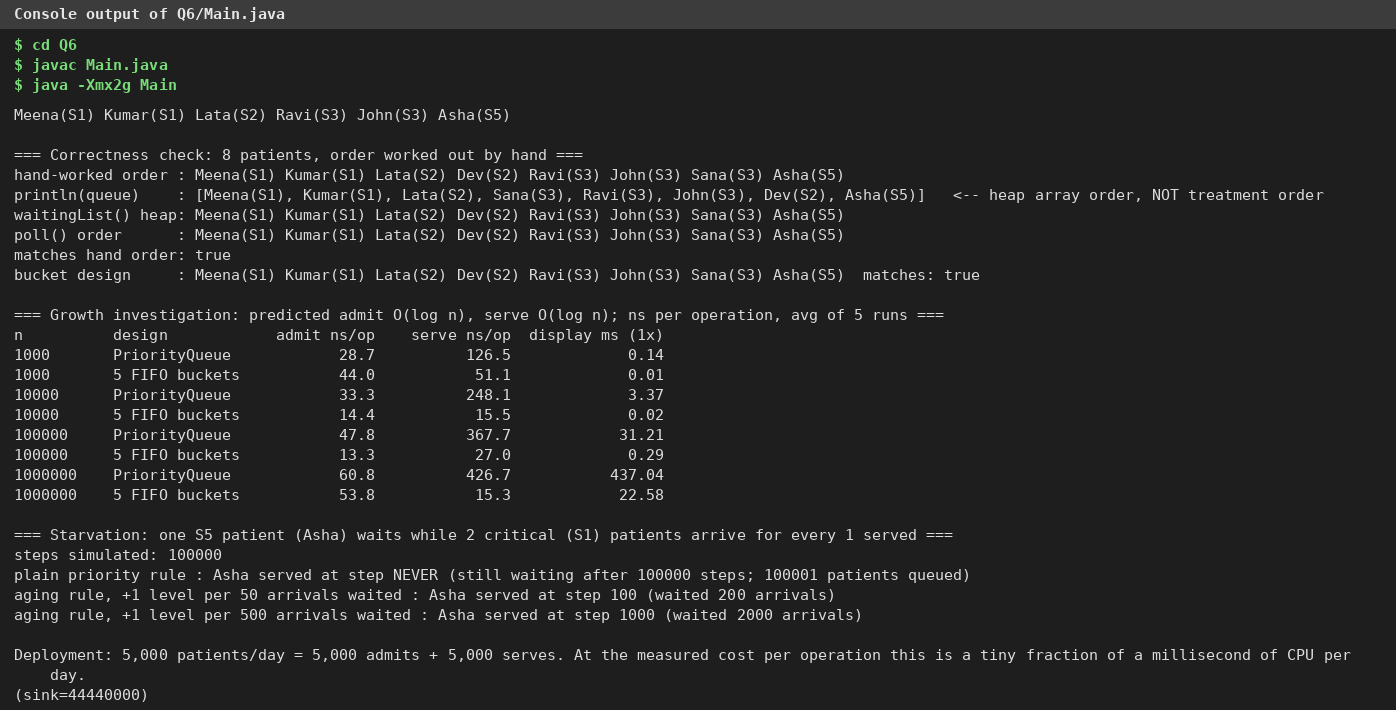 Console output of Q6/Main.java
$ cd Q6
$ javac Main.java
$ java -Xmx2g Main
Meena(S1) Kumar(S1) Lata(S2) Ravi(S3) John(S3) Asha(S5)
=== Correctness check: 8 patients, order worked out by hand ===
hand-worked order : Meena(S1) Kumar(S1) Lata(S2) Dev(S2) Ravi(S3) John(S3) Sana(S3) Asha(S5)
println(queue)    : [Meena(S1), Kumar(S1), Lata(S2), Sana(S3), Ravi(S3), John(S3), Dev(S2), Asha(S5)]   <-- heap array order, NOT treatment order
waitingList() heap: Meena(S1) Kumar(S1) Lata(S2) Dev(S2) Ravi(S3) John(S3) Sana(S3) Asha(S5)
poll() order      : Meena(S1) Kumar(S1) Lata(S2) Dev(S2) Ravi(S3) John(S3) Sana(S3) Asha(S5)
matches hand order: true
bucket design     : Meena(S1) Kumar(S1) Lata(S2) Dev(S2) Ravi(S3) John(S3) Sana(S3) Asha(S5)  matches: true
=== Growth investigation: predicted admit O(log n), serve O(log n); ns per operation, avg of 5 runs ===
n          design            admit ns/op    serve ns/op  display ms (1x)
1000       PriorityQueue            28.7          126.5             0.14
1000       5 FIFO buckets           44.0           51.1             0.01
10000      PriorityQueue            33.3          248.1             3.37
10000      5 FIFO buckets           14.4           15.5             0.02
100000     PriorityQueue            47.8          367.7            31.21
100000     5 FIFO buckets           13.3           27.0             0.29
1000000    PriorityQueue            60.8          426.7           437.04
1000000    5 FIFO buckets           53.8           15.3            22.58
=== Starvation: one S5 patient (Asha) waits while 2 critical (S1) patients arrive for every 1 served ===
steps simulated: 100000
plain priority rule : Asha served at step NEVER (still waiting after 100000 steps; 100001 patients queued)
aging rule, +1 level per 50 arrivals waited : Asha served at step 100 (waited 200 arrivals)
aging rule, +1 level per 500 arrivals waited : Asha served at step 1000 (waited 2000 arrivals)
Deployment: 5,000 patients/day = 5,000 admits + 5,000 serves. At the measured cost per operation this is a tiny fraction of a millisecond of CPU per
day.
(sink=44440000)